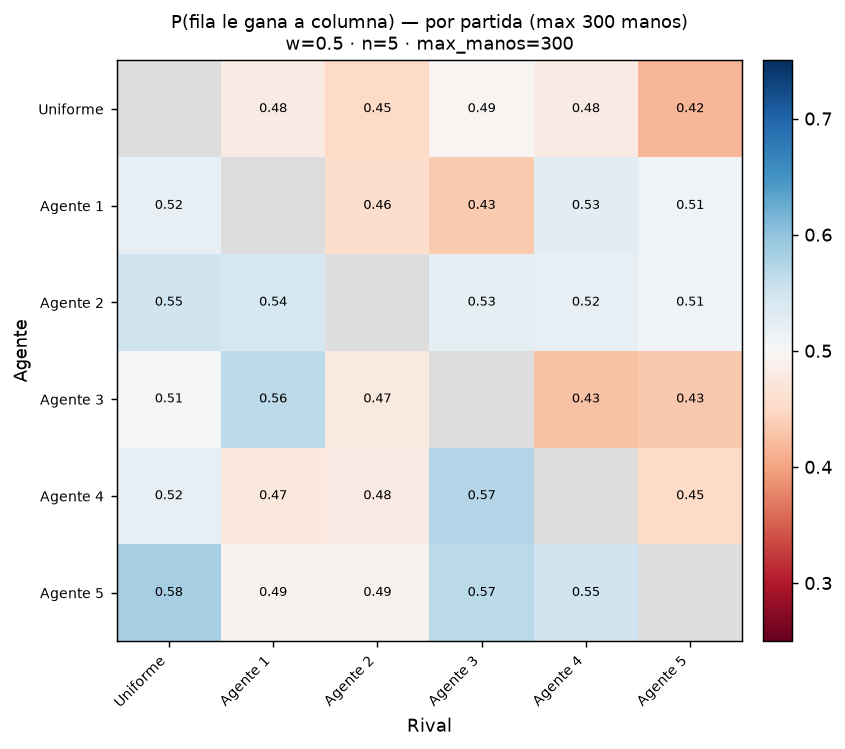 P(fila le gana a columna) — por partida (max 300 manos)
w=0.5 · n=5 · max_manos=300
Agente
Uniforme 0.48 0.45 0.49 0.48 0.42
Agente 1 0.52 0.46 0.43 0.53 0.51
Agente 2 0.55 0.54 0.53 0.52 0.51
Agente 3 0.51 0.56 0.47 0.43 0.43
Agente 4 0.52 0.47 0.48 0.57 0.45
Agente 5 0.58 0.49 0.49 0.57 0.55
Uniforme Agente 1 Agente 2 Agente 3 Agente 4 Agente 5
Rival
0.7
0.6
0.5
0.4
0.3